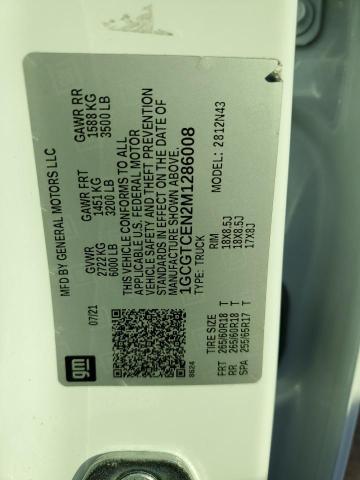 MFD BY GENERAL MOTORS LLC
07/21
GVWR
2722 KG
6000 LB
GAWR FRT
1451 KG
3200 LB
GAWR RR
1588 KG
3500 LB
THIS VEHICLE CONFORMS TO ALL
APPLICABLE U.S. FEDERAL MOTOR
VEHICLE SAFETY AND THEFT PREVENTION
STANDARDS IN EFFECT ON THE DATE OF
MANUFACTURE SHOWN ABOVE.
1GCGTCEN2M1286008
TYPE: TRUCK
MODEL: 2812N43
TIRE SIZE RIM
FRT 265/60R18 T 18X8.5J
RR 265/60R18 T 18X8.5J
SPA 255/65R17 T 17X8J
gm
8624